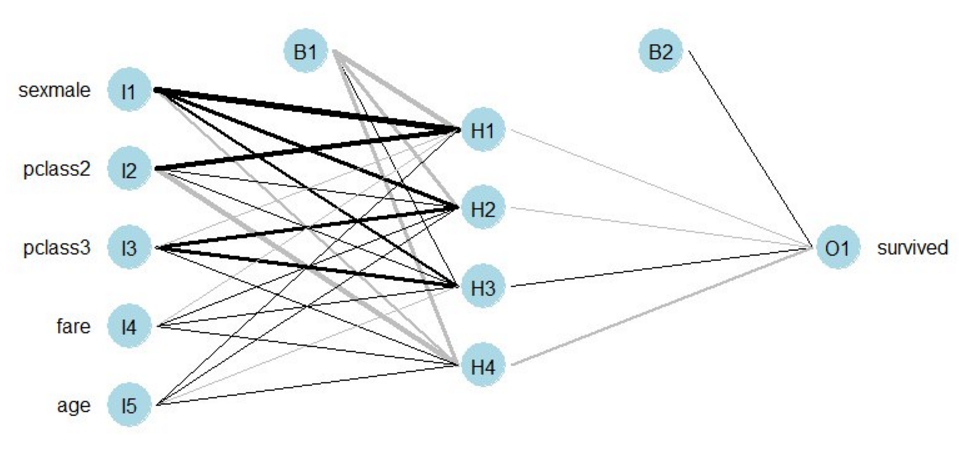 B1
B2
sexmale I1
H1
pclass2 I2
H2
pclass3 I3
O1 survived
H3
fare I4
H4
age I5